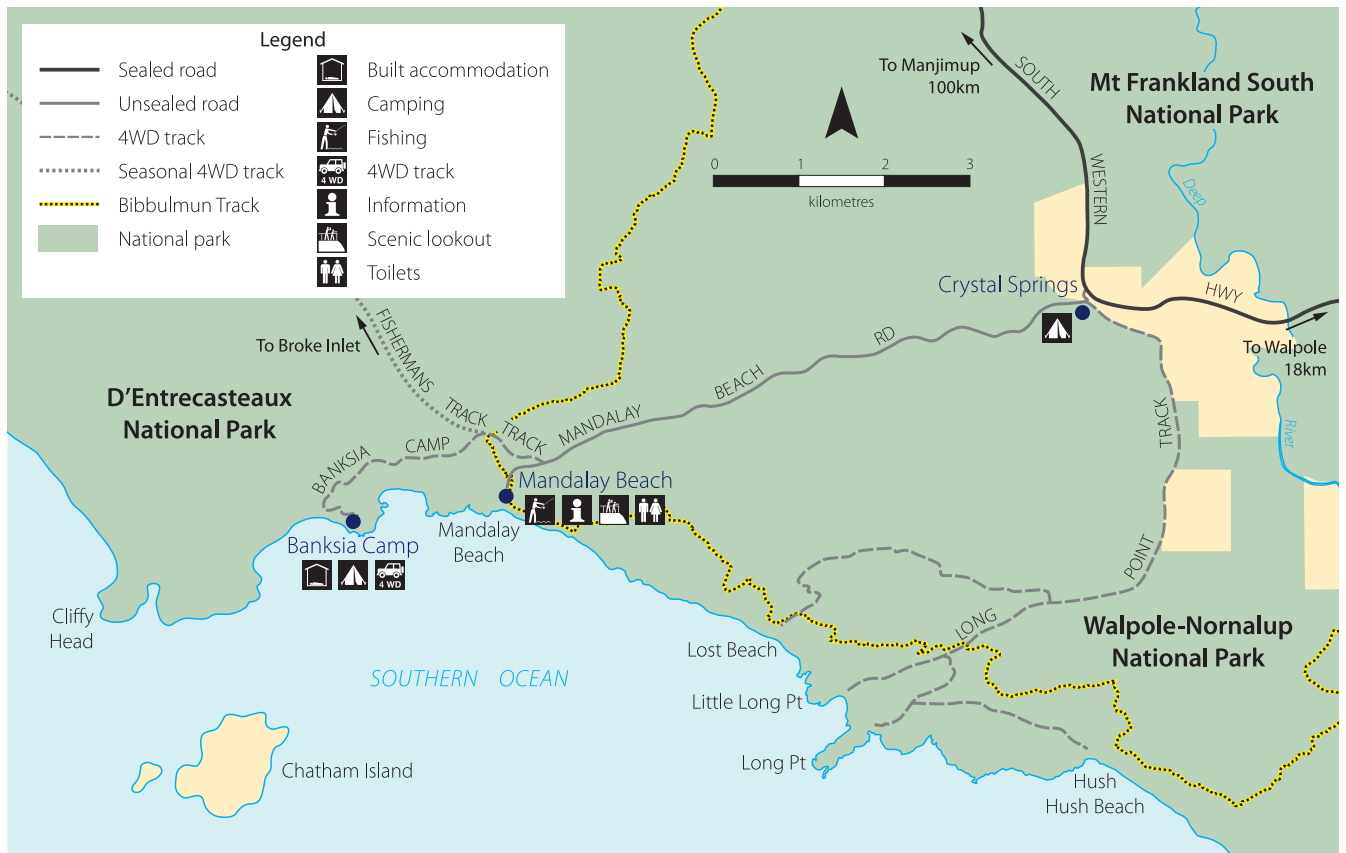 Legend
Sealed road
Unsealed road
4WD track
Seasonal 4WD track
Bibbulmun Track
National park
Built accommodation
Camping
Fishing
4 WD
4WD track
Information
Scenic lookout
Toilets
To Manjimup
100km
SOUTH
WESTERN
HWY
Mt Frankland South
National Park
Deep
River
0 1 2 3
kilometres
Crystal Springs
To Walpole
18km
FISHERMANS
TRACK
To Broke Inlet
D'Entrecasteaux
National Park
BANKSIA
CAMP
TRACK
MANDALAY
BEACH
RD
Mandalay Beach
Mandalay
Beach
Banksia Camp
4 WD
Cliffy
Head
SOUTHERN OCEAN
Chatham Island
LONG
POINT
TRACK
Walpole-Nornalup
National Park
Lost Beach
Little Long Pt
Long Pt
Hush
Hush Beach